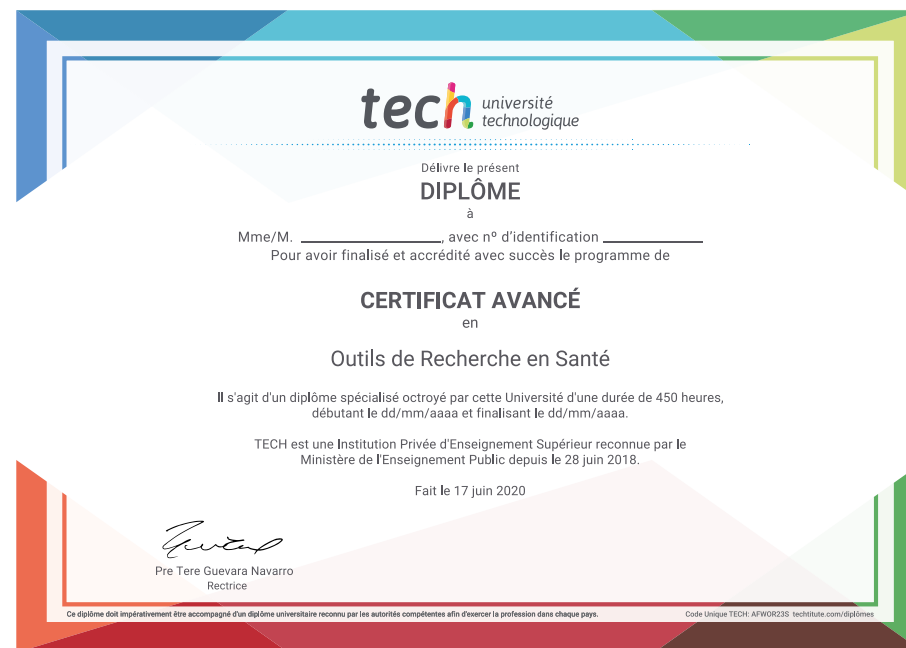 tech université
technologique
Délivre le présent
DIPLÔME
à
Mme/M. ____________________, avec nº d'identification ______________
Pour avoir finalisé et accrédité avec succès le programme de
CERTIFICAT AVANCÉ
en
Outils de Recherche en Santé
Il s'agit d'un diplôme spécialisé octroyé par cette Université d'une durée de 450 heures,
débutant le dd/mm/aaaa et finalisant le dd/mm/aaaa.
TECH est une Institution Privée d'Enseignement Supérieur reconnue par le
Ministère de l'Enseignement Public depuis le 28 juin 2018.
Fait le 17 juin 2020
Pre Tere Guevara Navarro
Rectrice
Ce diplôme doit impérativement être accompagné d'un diplôme universitaire reconnu par les autorités compétentes afin d'exercer la profession dans chaque pays.
Code Unique TECH: AFWOR23S techtitute.com/diplômes